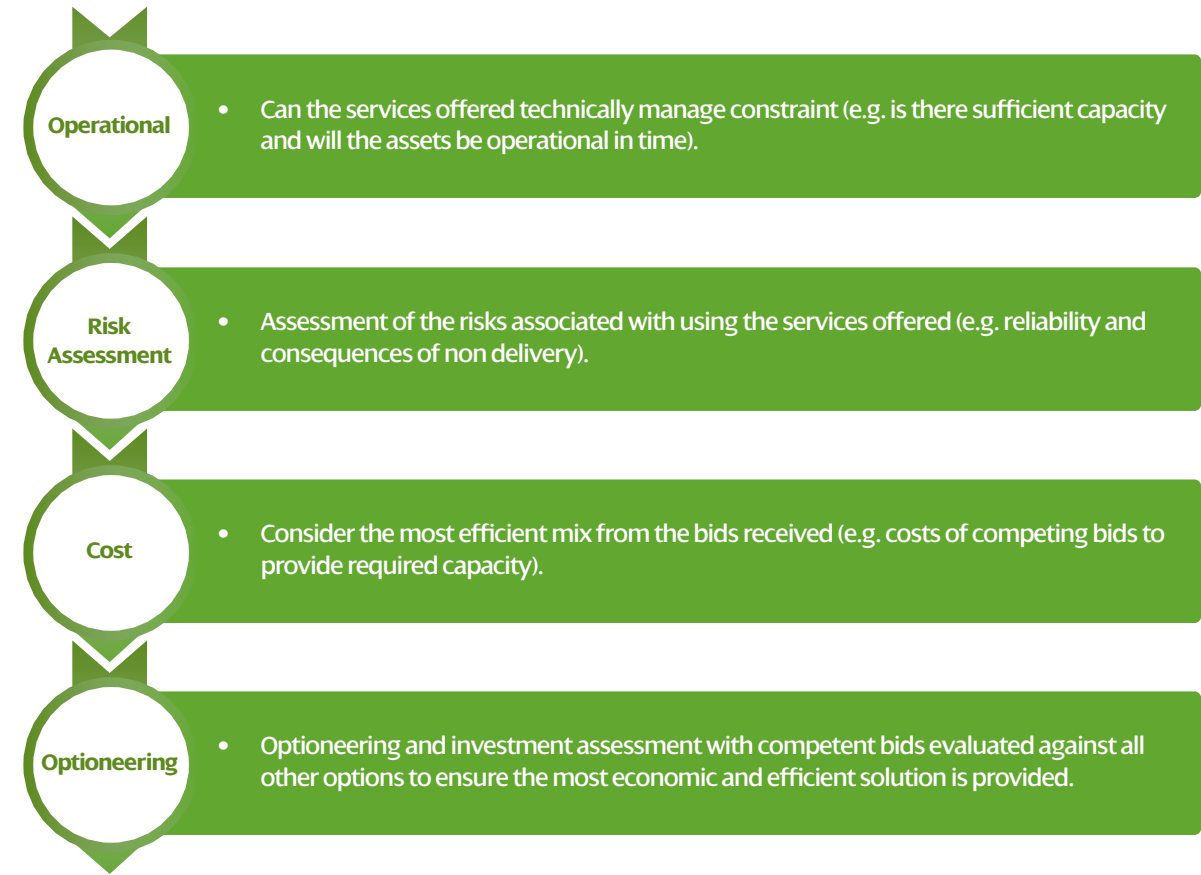 Operational
• Can the services offered technically manage constraint (e.g. is there sufficient capacity
and will the assets be operational in time).
Risk
Assessment
• Assessment of the risks associated with using the services offered (e.g. reliability and
consequences of non delivery).
Cost
• Consider the most efficient mix from the bids received (e.g. costs of competing bids to
provide required capacity).
Optioneering
• Optioneering and investment assessment with competent bids evaluated against all
other options to ensure the most economic and efficient solution is provided.